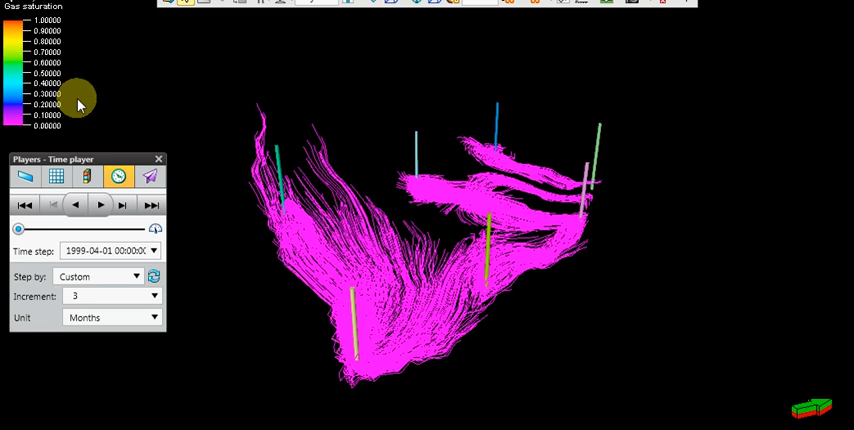 Gas saturation
1.00000
0.90000
0.80000
0.70000
0.60000
0.50000
0.40000
0.30000
0.20000
0.10000
0.00000
Players - Time player
Time step: 1999-04-01 00:00:0
Step by: Custom
Increment: 3
Unit Months